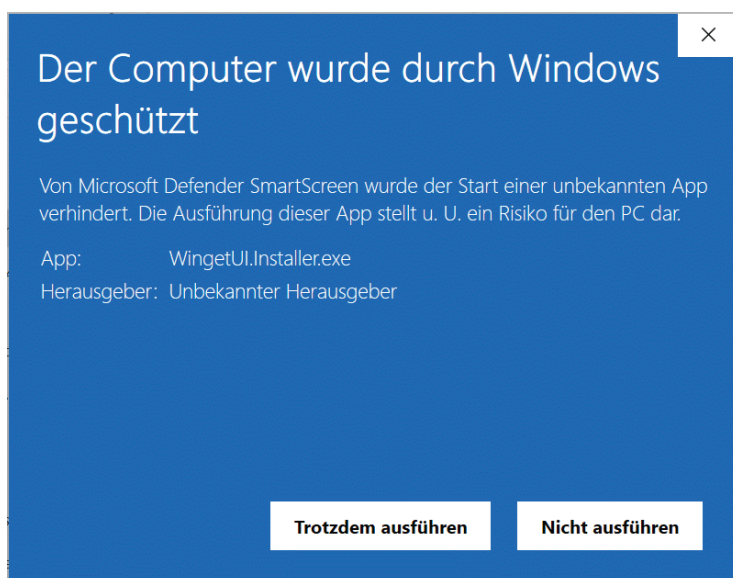 Der Computer wurde durch Windows
geschützt
Von Microsoft Defender SmartScreen wurde der Start einer unbekannten App
verhindert. Die Ausführung dieser App stellt u. U. ein Risiko für den PC dar.
App: WingetUI.Installer.exe
Herausgeber: Unbekannter Herausgeber
Trotzdem ausführen Nicht ausführen